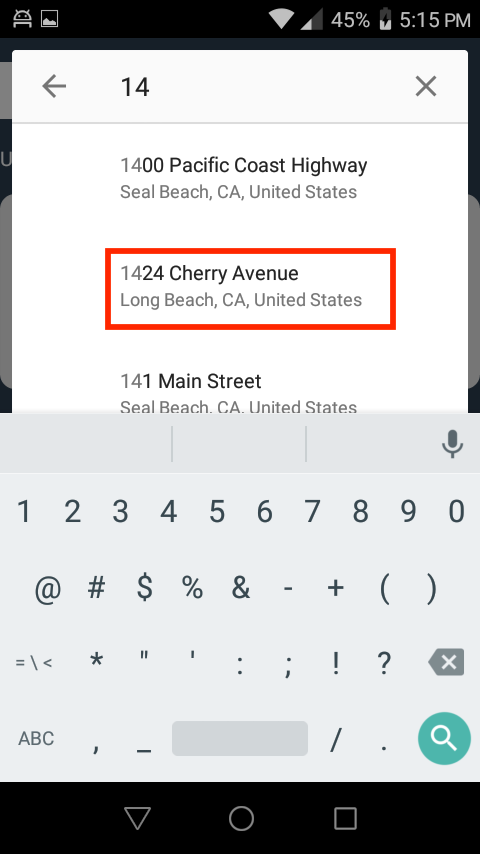 45% 5:15 PM
U
14
1400 Pacific Coast Highway
Seal Beach, CA, United States
1424 Cherry Avenue
Long Beach, CA, United States
141 Main Street
Seal Beach, CA, United States
1 2 3 4 5 6 7 8 9 0
@ # $ % & - + ( )
= \ < * " ' : ; ! ?
ABC , _ / .